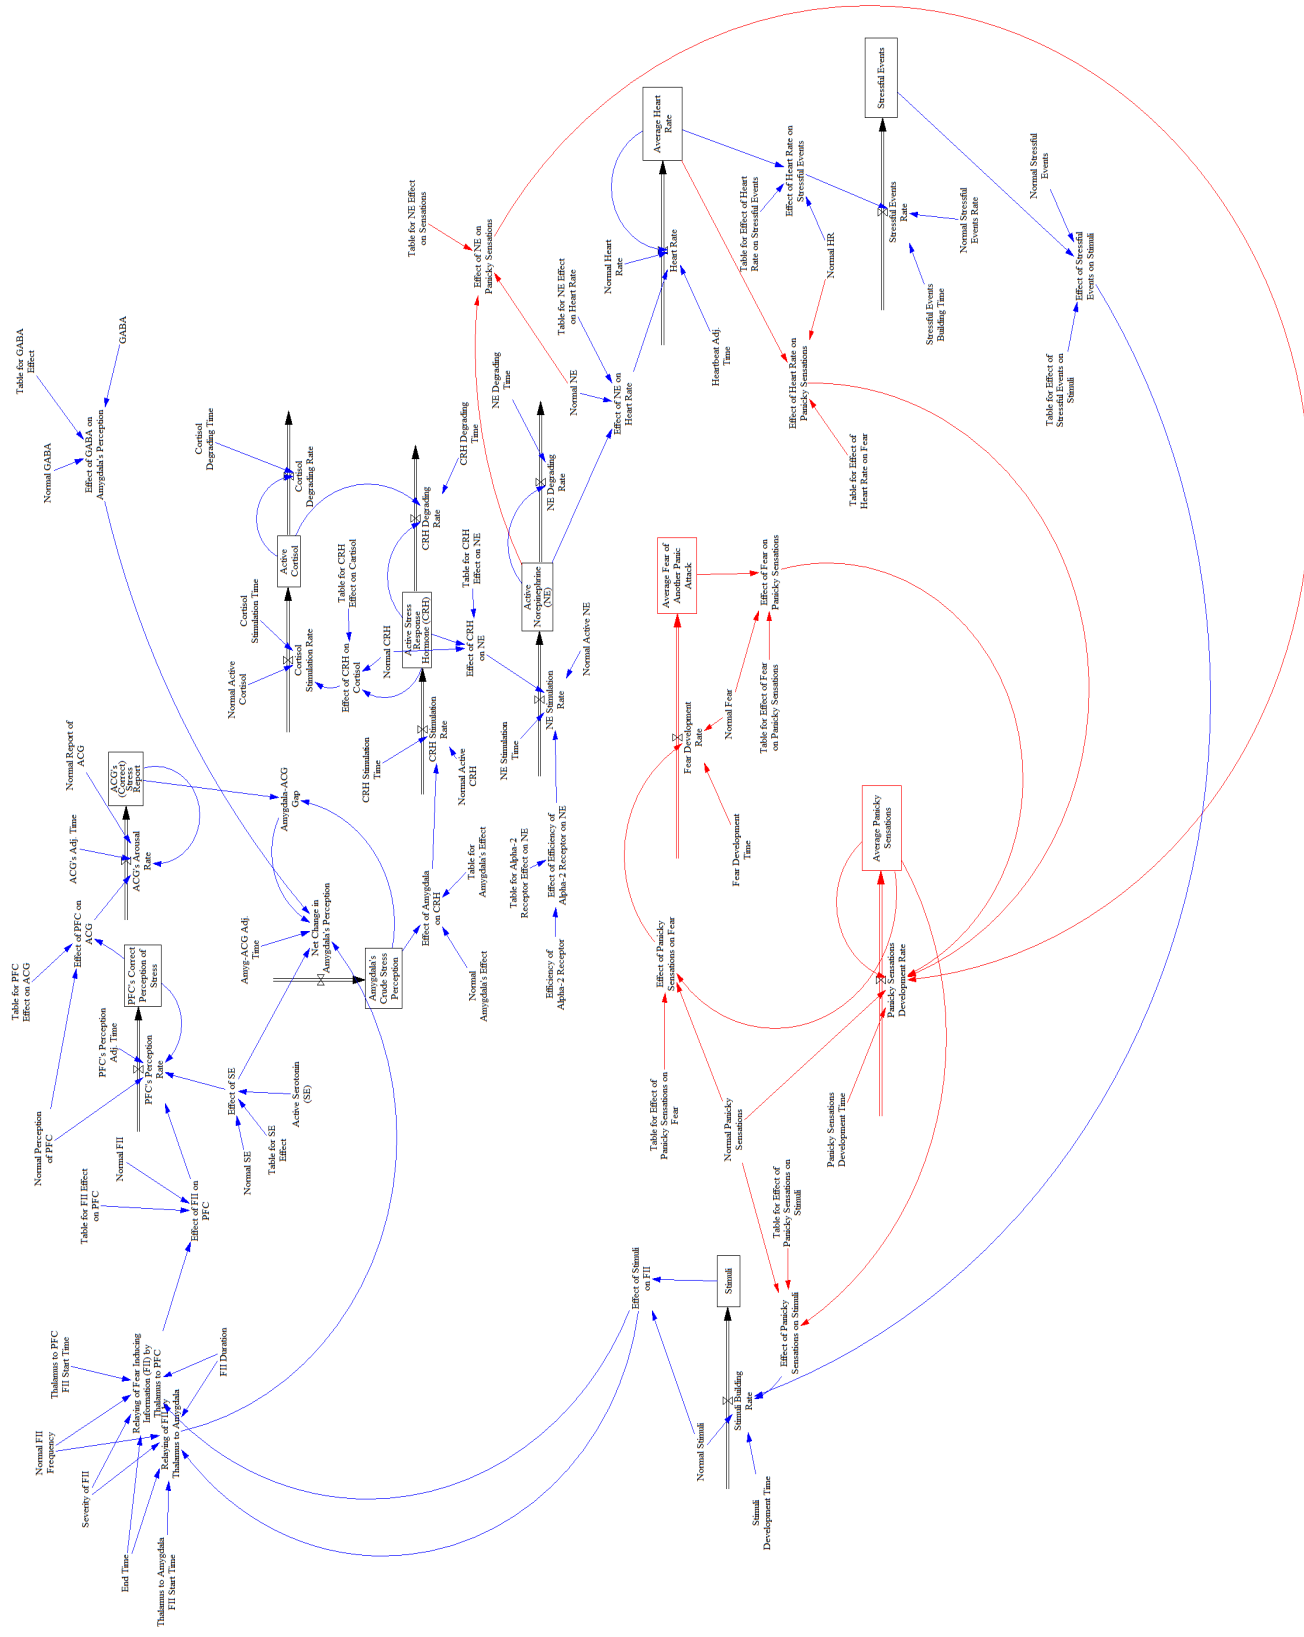 Thalamus to Amygdala
FII Start Time
End Time
Severity of FII
Normal FII
Frequency
Thalamus to PFC
FII Start Time
Relaying of Fear Inducing
Information (FII) by
Thalamus to PFC
Relaying of FII by
Thalamus to Amygdala
FII Duration
Table for FII Effect
on PFC
Normal FII
Effect of FII on
PFC
Normal Perception
of PFC
PFC's Perception
Adj. Time
PFC's Perception
Rate
PFC's Correct
Perception of
Stress
Table for PFC
Effect on ACG
Effect of PFC on
ACG
ACG's Adj. Time
Normal Report of
ACG
ACG's Arousal
Rate
ACG's
(Correct)
Stress
Report
Normal SE
Table for SE
Effect
Active Serotonin
(SE)
Effect of SE
Amyg-ACG Adj.
Time
Net Change in
Amygdala's Perception
Amygdala-ACG
Gap
Amygdala's
Crude Stress
Perception
Normal GABA
Table for GABA
Effect
GABA
Effect of GABA on
Amygdala's Perception
Normal Active
Cortisol
Cortisol
Stimulation Time
Cortisol
Stimulation Rate
Active
Cortisol
Cortisol
Degrading Time
Cortisol
Degrading Rate
Effect of CRH on
Cortisol
Table for CRH
Effect on Cartisol
Normal CRH
CRH Stimulation
Time
CRH Stimulation
Rate
Normal Active
CRH
Active Stress
Response
Hormone (CRH)
CRH Degrading
Rate
CRH Degrading
Time
Effect of Amygdala
on CRH
Normal
Amygdala's Effect
Table for
Amygdala's Effect
Effect of CRH
on NE
Table for CRH
Effect on NE
NE Stimulation
Time
NE Stimulation
Rate
Normal Active NE
Active
Norepinephrine
(NE)
NE Degrading
Time
NE Degrading
Rate
Efficiency of
Alpha-2 Receptor
Table for Alpha-2
Receptor Effect on NE
Effect of Efficiency of
Alpha-2 Receptor on NE
Table for NE Effect
on Sensations
Effect of NE on
Panicky Sensations
Normal NE
Table for NE Effect
on Heart Rate
Effect of NE on
Heart Rate
Normal Heart
Rate
Heart Rate
Average Heart
Rate
Heartbeat Adj.
Time
Effect of Stimuli
on FII
Normal Stimuli
Stimuli
Stimuli Building
Rate
Stimuli
Development Time
Effect of Panicky
Sensations on Stimuli
Table for Effect of
Panicky Sensations on
Stimuli
Normal Panicky
Sensations
Table for Effect of
Panicky Sensations on
Fear
Effect of Panicky
Sensations on Fear
Fear Development
Time
Fear Development
Rate
Normal Fear
Average Fear of
Another Panic
Attack
Table for Effect of Fear
on Panicky Sensations
Effect of Fear on
Panicky Sensations
Panicky Sensations
Development Time
Panicky Sensations
Development Rate
Average Panicky
Sensations
Table for Effect of
Heart Rate on Fear
Effect of Heart Rate on
Panicky Sensations
Normal HR
Table for Effect of Heart
Rate on Stressful Events
Effect of Heart Rate on
Stressful Events
Stressful Events
Rate
Stressful Events
Stressful Events
Building Time
Normal Stressful
Events Rate
Table for Effect of
Stressful Events on
Stimuli
Effect of Stressful
Events on Stimuli
Normal Stressful
Events